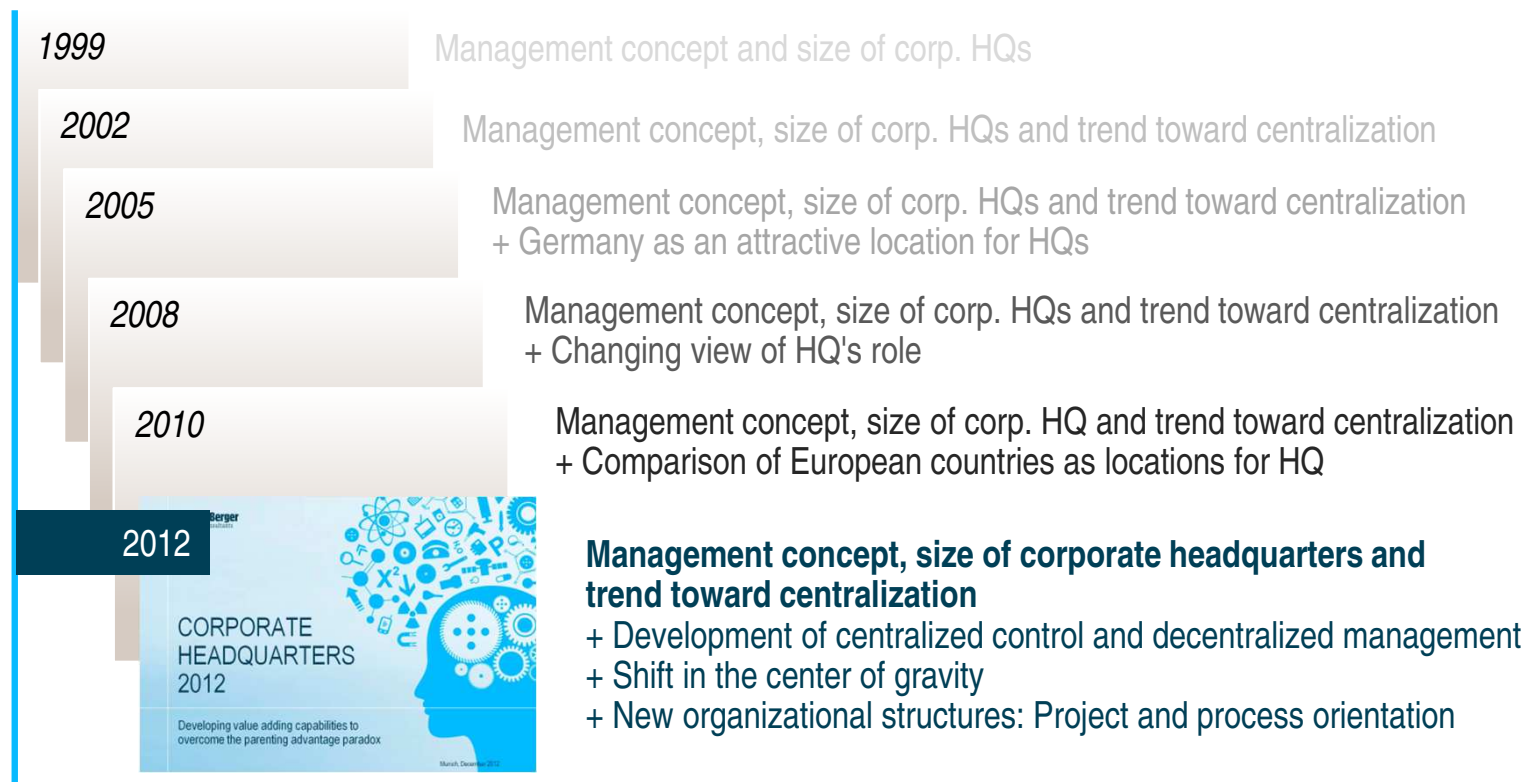 1999
Management concept and size of corp. HQs
2002
Management concept, size of corp. HQs and trend toward centralization
2005
Management concept, size of corp. HQs and trend toward centralization
+ Germany as an attractive location for HQs
2008
Management concept, size of corp. HQs and trend toward centralization
+ Changing view of HQ's role
2010
Management concept, size of corp. HQ and trend toward centralization
+ Comparison of European countries as locations for HQ
2012
Berger
Management concept, size of corporate headquarters and
trend toward centralization
+ Development of centralized control and decentralized management
+ Shift in the center of gravity
+ New organizational structures: Project and process orientation
X²
CORPORATE
HEADQUARTERS
2012
Developing value adding capabilities to
overcome the parenting advantage paradox
Munich, December 2012